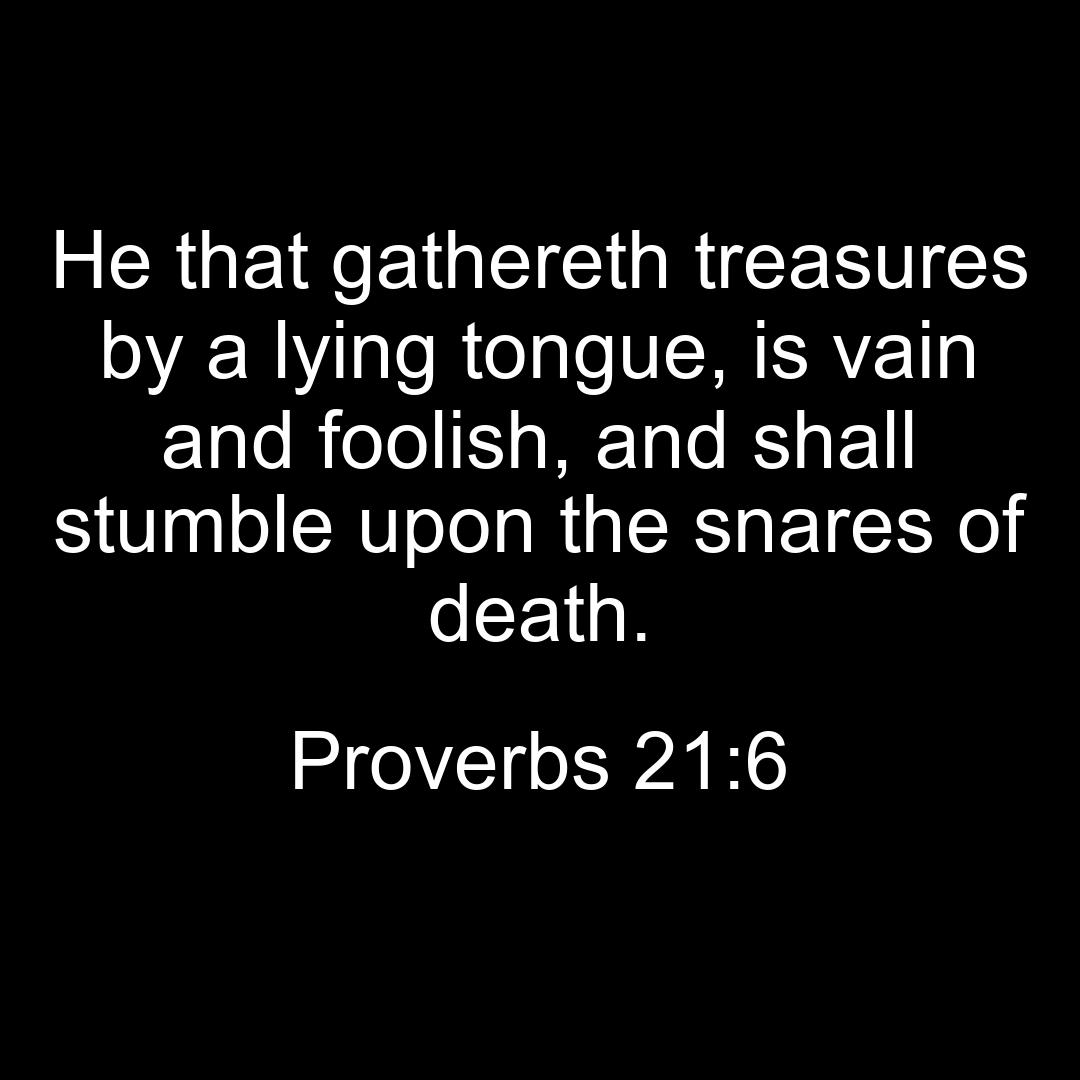 He that gathereth treasures
by a lying tongue, is vain
and foolish, and shall
stumble upon the snares of
death.
Proverbs 21:6